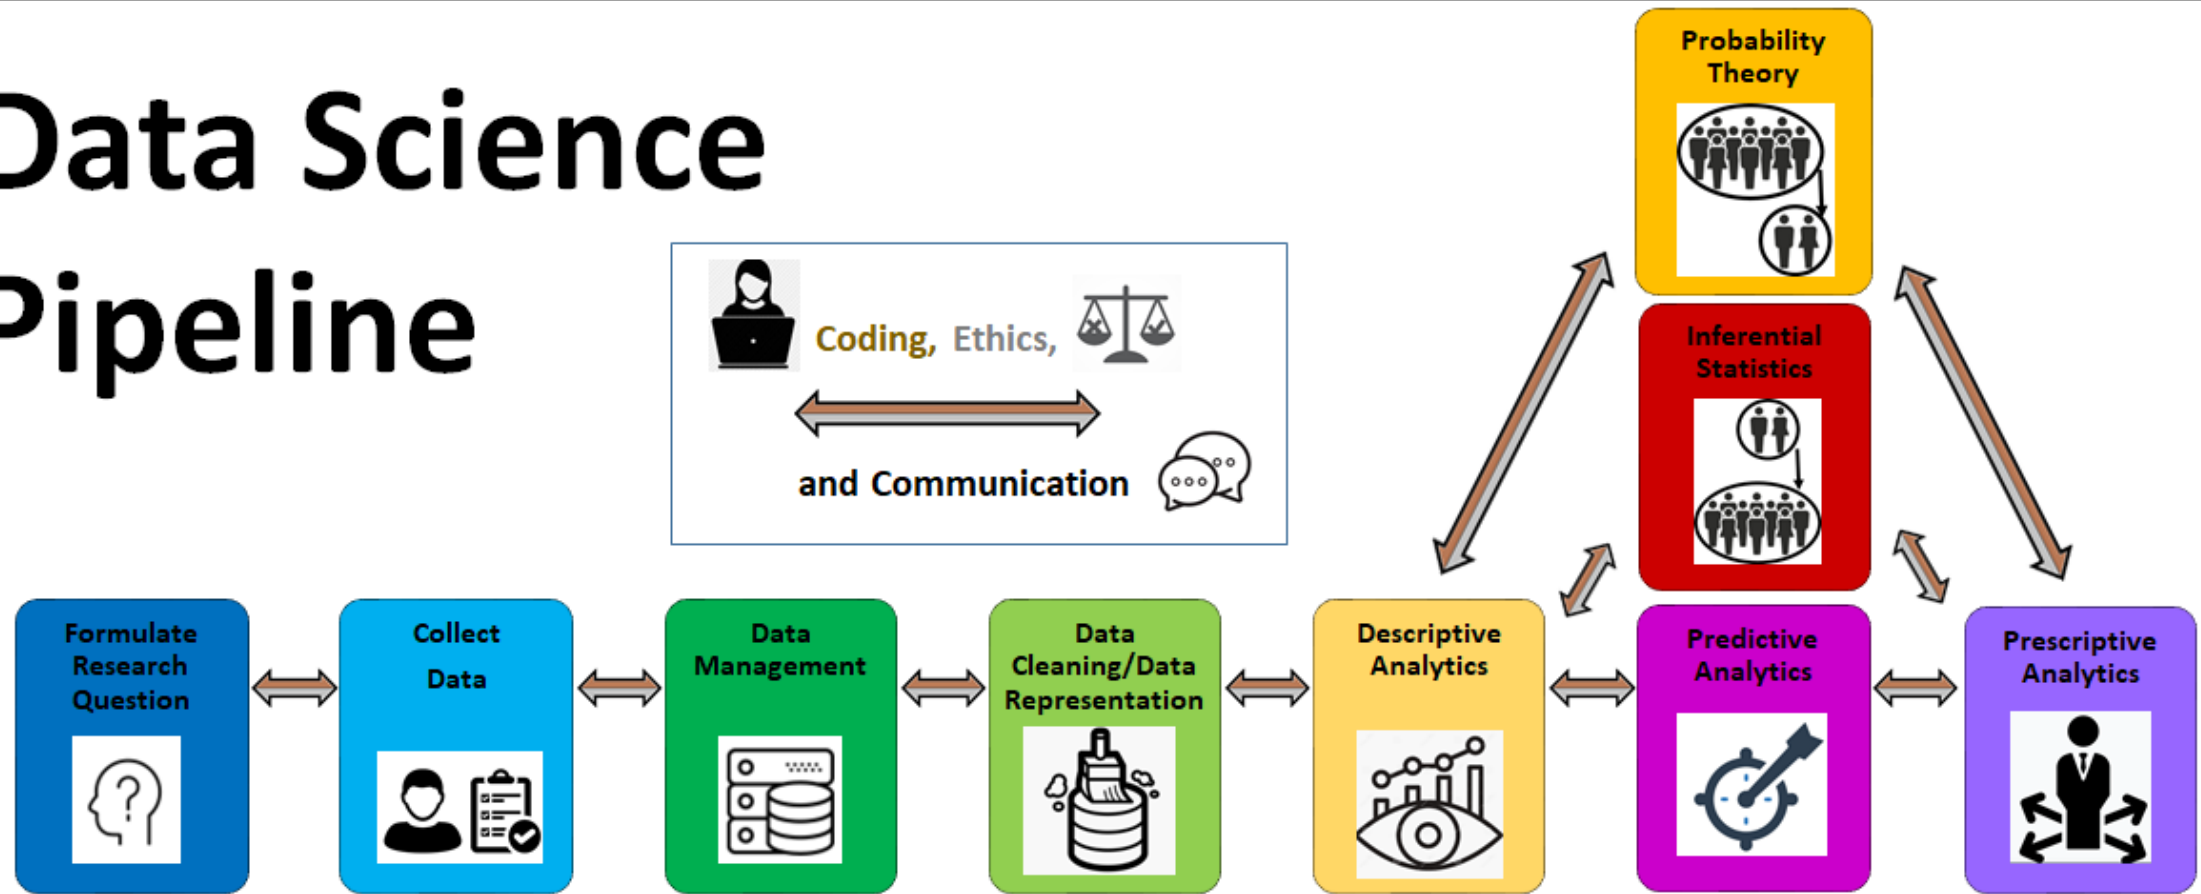 Data Science
Pipeline
Coding, Ethics,
and Communication
Probability
Theory
Inferential
Statistics
Formulate
Research
Question
Collect
Data
Data
Management
Data
Cleaning/Data
Representation
Descriptive
Analytics
Predictive
Analytics
Prescriptive
Analytics